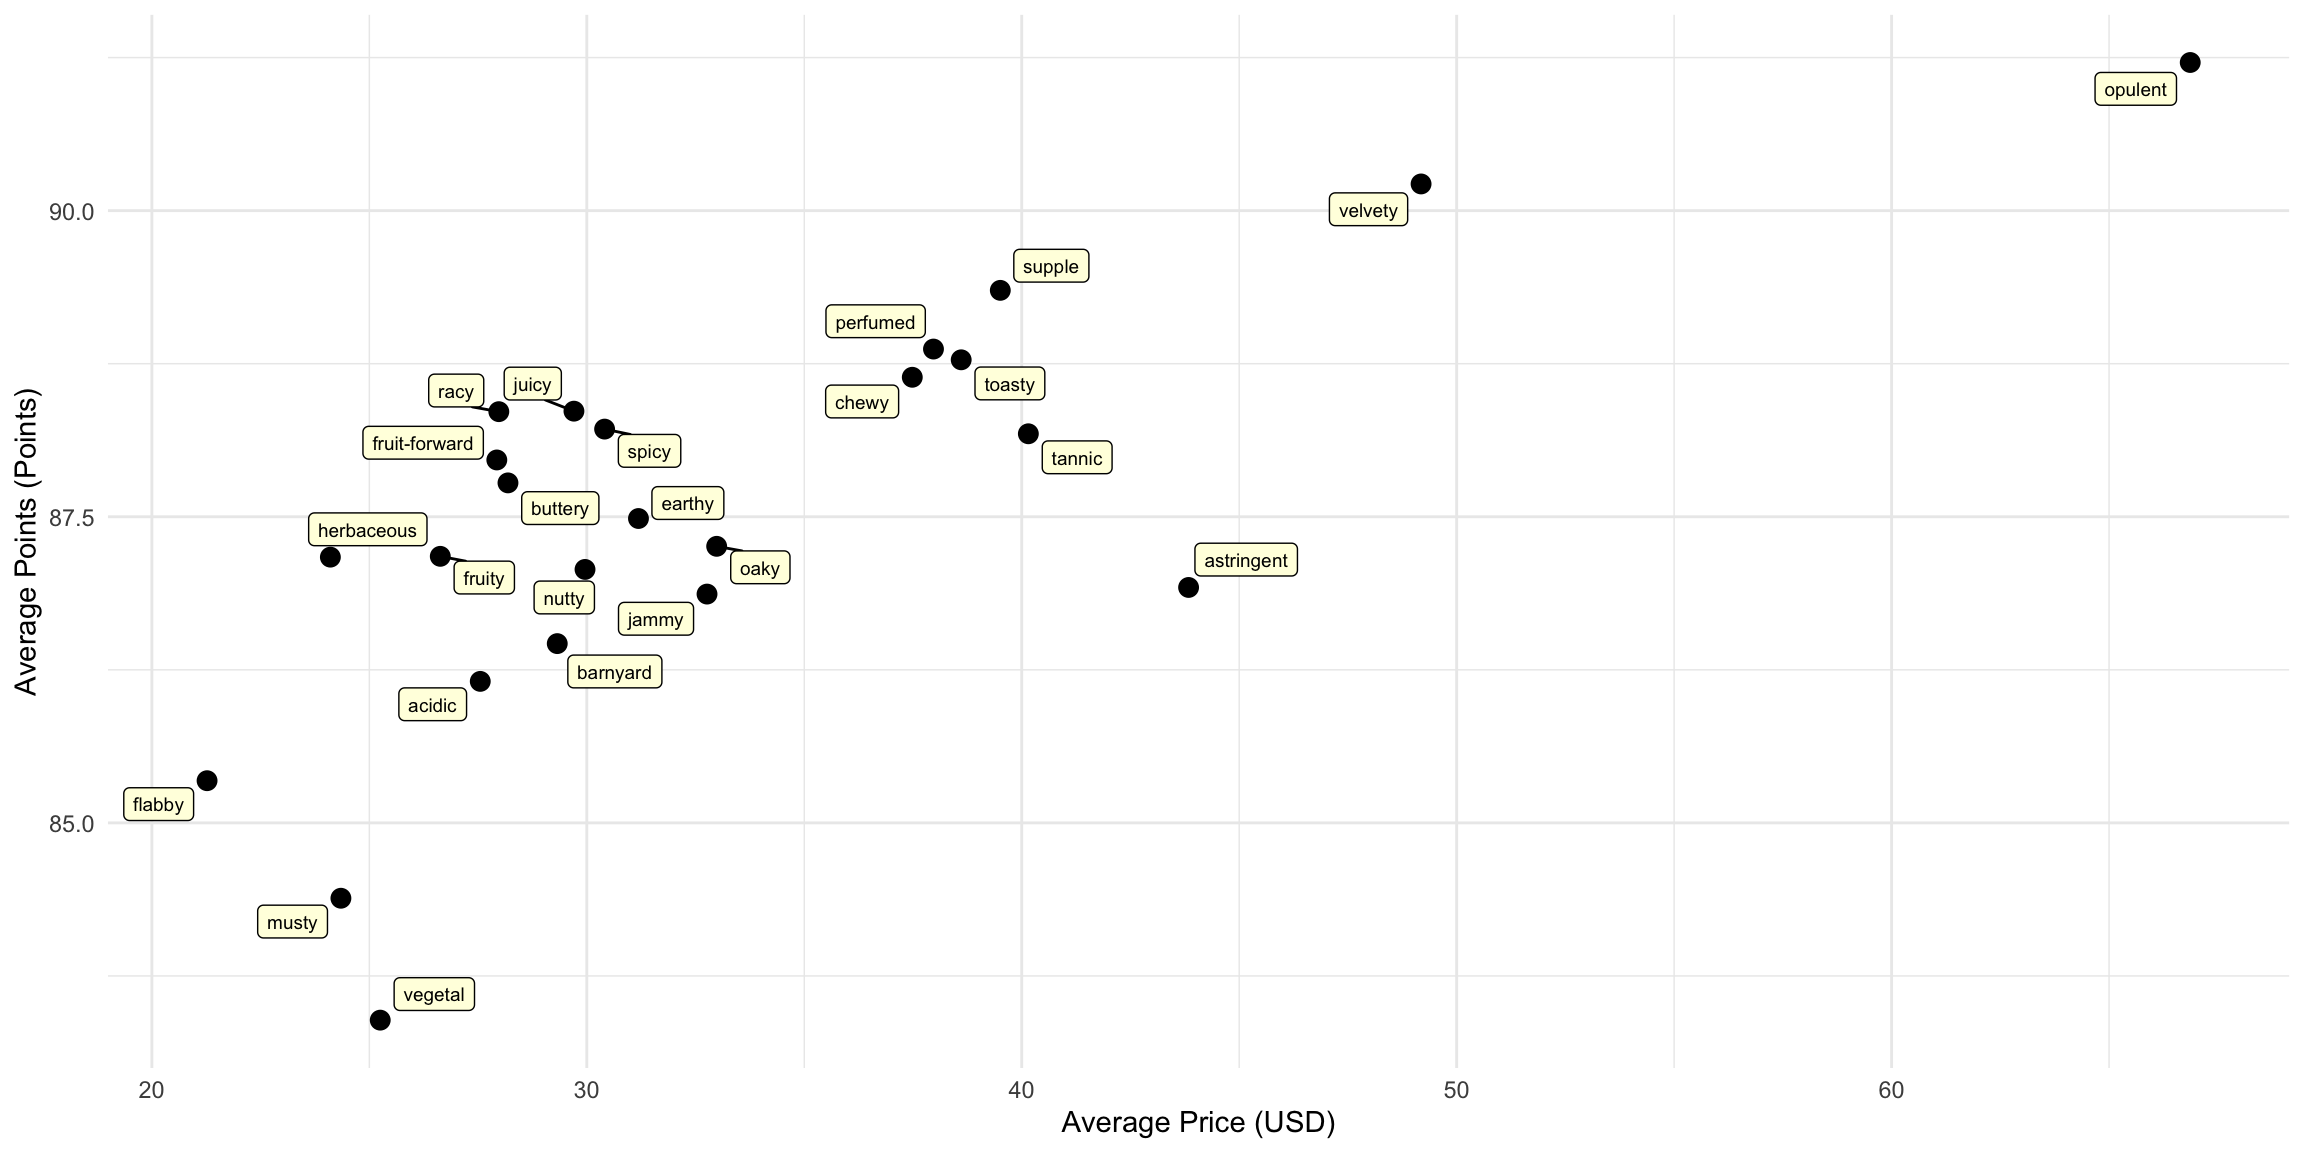 opulent
velvety
90.0
supple
perfumed
toasty
juicy
racy
chewy
fruit-forward
spicy
tannic
earthy
buttery
87.5
herbaceous
astringent
oaky
fruity
nutty
jammy
barnyard
acidic
flabby
85.0
musty
vegetal
Average Points (Points)
20
30
40
50
60
Average Price (USD)